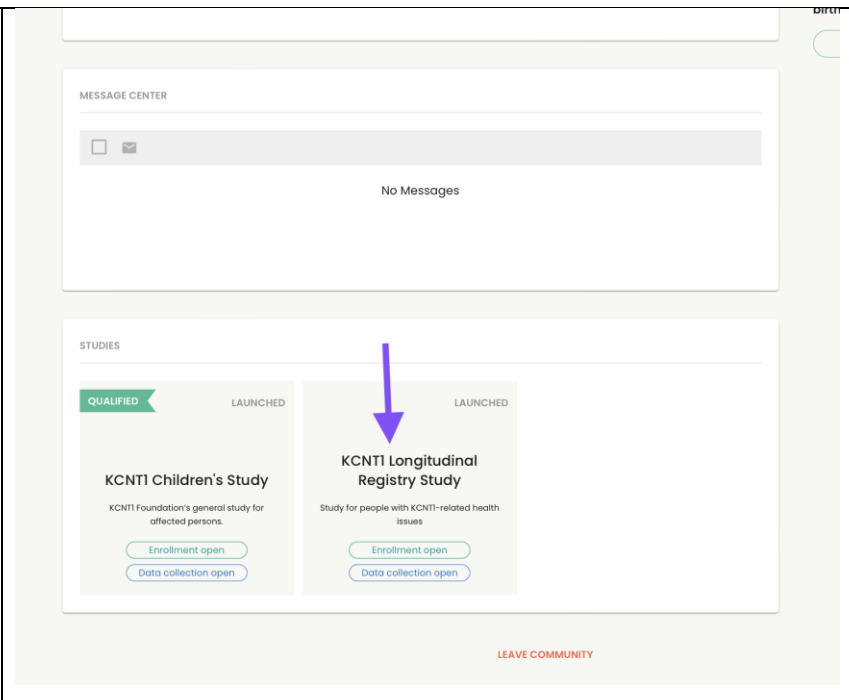 MESSAGE CENTER
No Messages
STUDIES
QUALIFIED
LAUNCHED
KCNT1 Children's Study
KCNT1 Foundation's general study for
affected persons.
Enrollment open
Data collection open
LAUNCHED
KCNT1 Longitudinal
Registry Study
Study for people with KCNT1-related health
issues
Enrollment open
Data collection open
LEAVE COMMUNITY